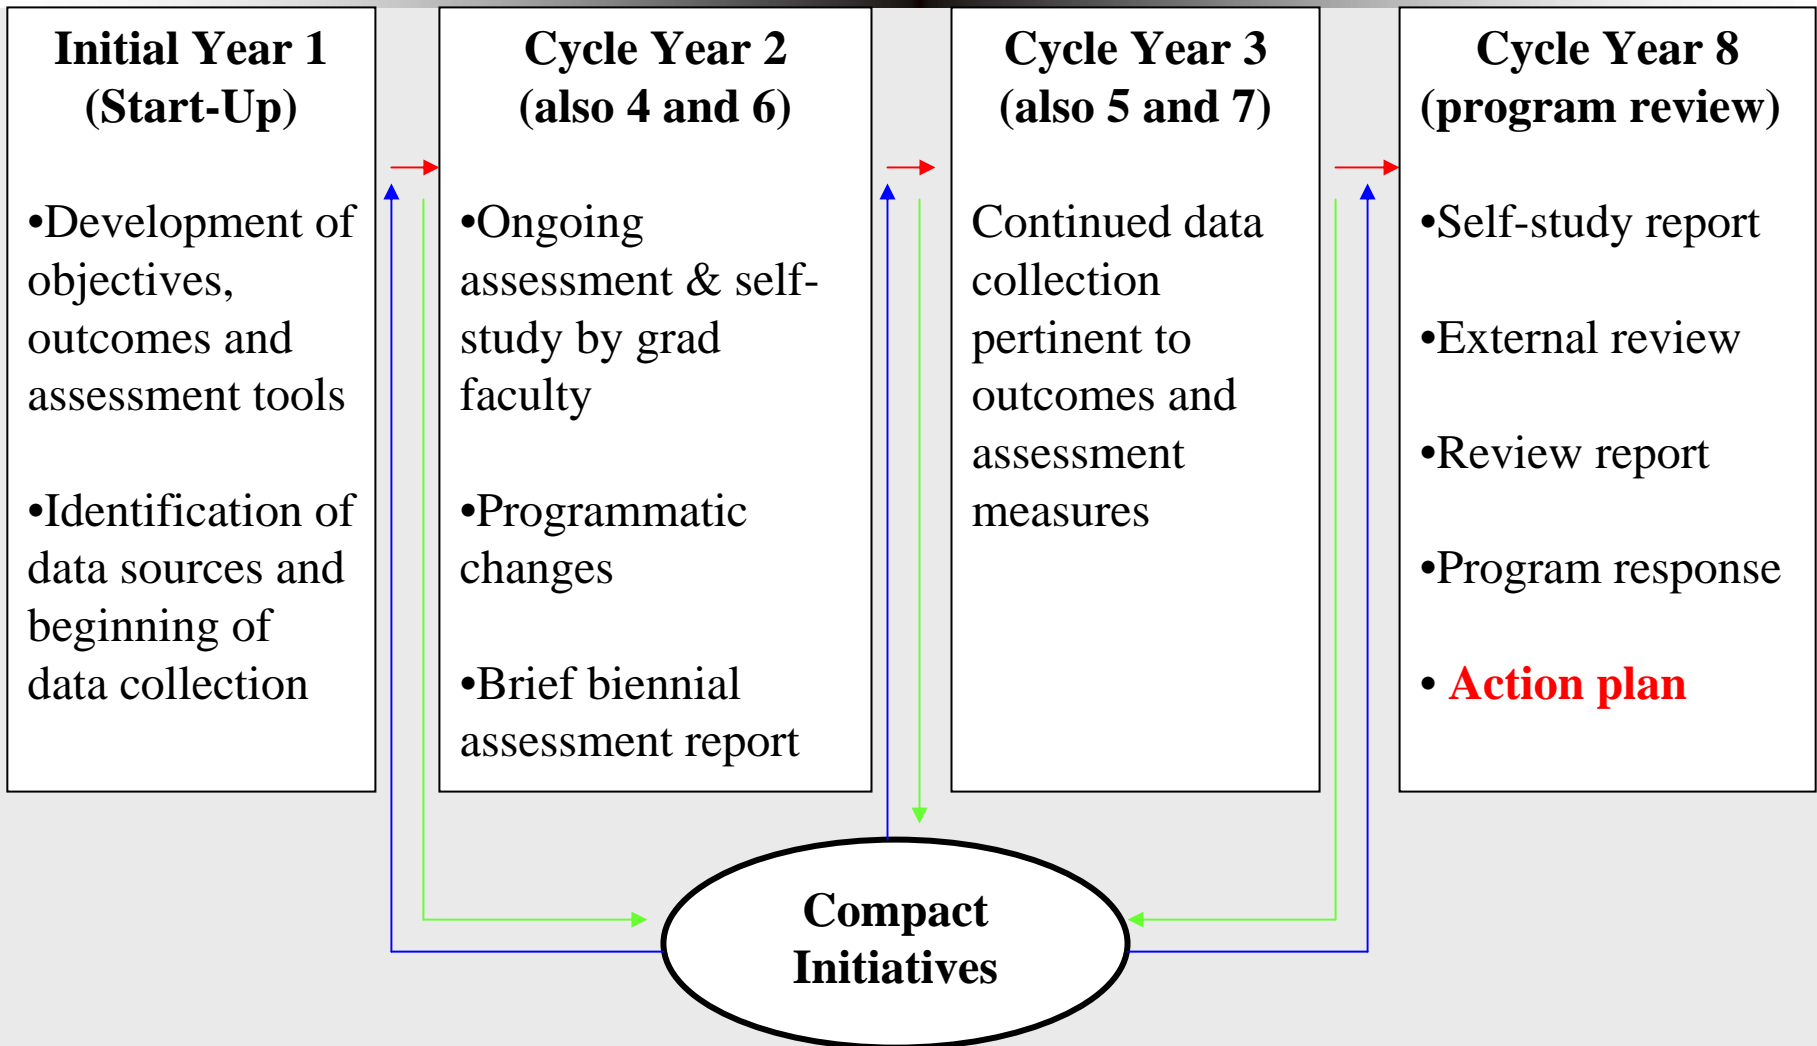 Initial Year 1
(Start-Up)
•Development of
objectives,
outcomes and
assessment tools
•Identification of
data sources and
beginning of
data collection
Cycle Year 2
(also 4 and 6)
•Ongoing
assessment & self-
study by grad
faculty
•Programmatic
changes
•Brief biennial
assessment report
Cycle Year 3
(also 5 and 7)
Continued data
collection
pertinent to
outcomes and
assessment
measures
Cycle Year 8
(program review)
•Self-study report
•External review
•Review report
•Program response
• Action plan
Compact
Initiatives